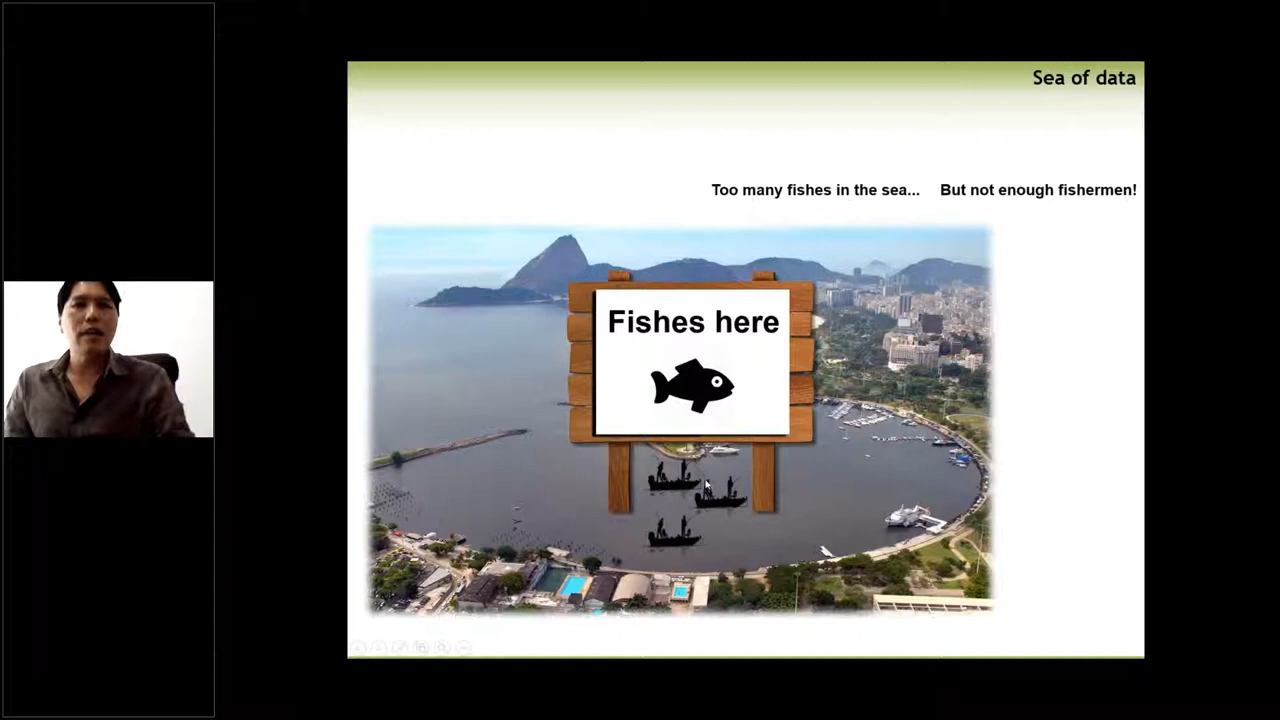 Sea of data
Too many fishes in the sea... But not enough fishermen!
Fishes here